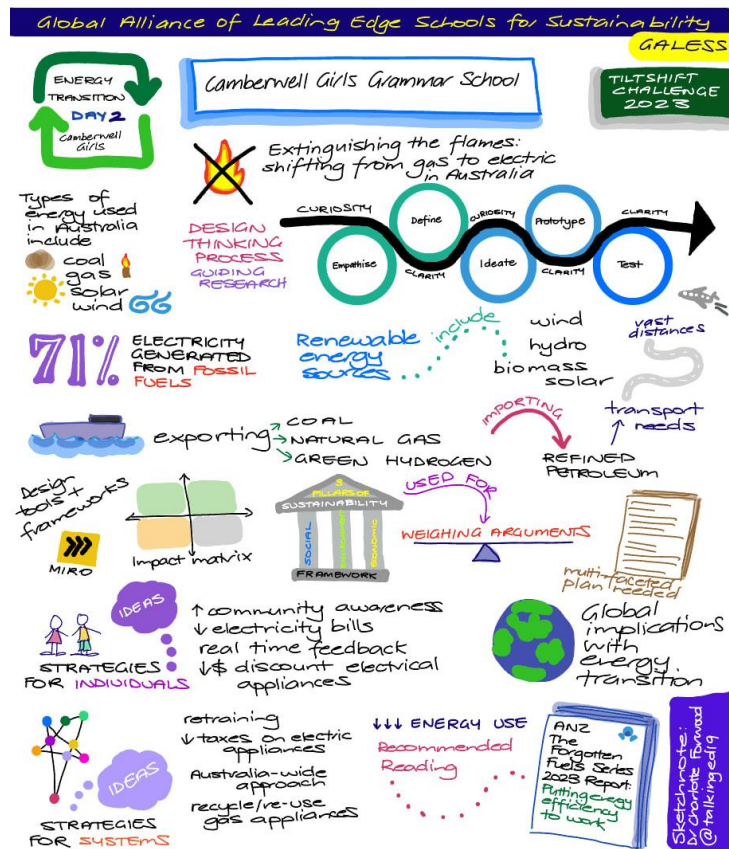 Global Alliance of Leading Edge Schools for Sustainability
GALESS
ENERGY
TRANSITION
DAY 2
Camberwell
Girls
Camberwell Girls Grammar School
TILTSHIFT
CHALLENGE
2023
Extinguishing the flames:
shifting from gas to electric
in Australia
Types of
energy used
in Australia
include
coal
gas
solar
wind
DESIGN
THINKING
PROCESS
GUIDING
RESEARCH
CURIOSITY
Empathise
Define
CLARITY
CURIOSITY
Ideate
Prototype
CLARITY
CLARITY
Test
71%
ELECTRICITY
GENERATED
FROM FOSSIL
FUELS
Renewable
energy
sources
include
wind
hydro
biomass
solar
vast
distances
transport
needs
exporting
COAL
NATURAL GAS
GREEN HYDROGEN
IMPORTING
REFINED
PETROLEUM
Design
tools +
frameworks
MIRO
Impact matrix
3
PILLARS OF
SUSTAINABILITY
SOCIAL
ENVIRONMENT
ECONOMIC
FRAMEWORK
USED FOR
WEIGHING ARGUMENTS
multi-faceted
plan needed
IDEAS
STRATEGIES
FOR INDIVIDUALS
↑ community awareness
↓ electricity bills
real time feedback
↓$ discount electrical
appliances
Global
implications
with
energy
transition
IDEAS
STRATEGIES
FOR SYSTEMS
retraining
↓ taxes on electric
appliances
Australia-wide
approach
recycle/re-use
gas appliances
↓↓↓ ENERGY USE
Recommended
Reading
ANZ
The
Forgotten
Fuels Series
2023 Report:
Putting energy
efficiency
to work
Sketchnote:
Dr Charlotte Forwood
@talkinged19